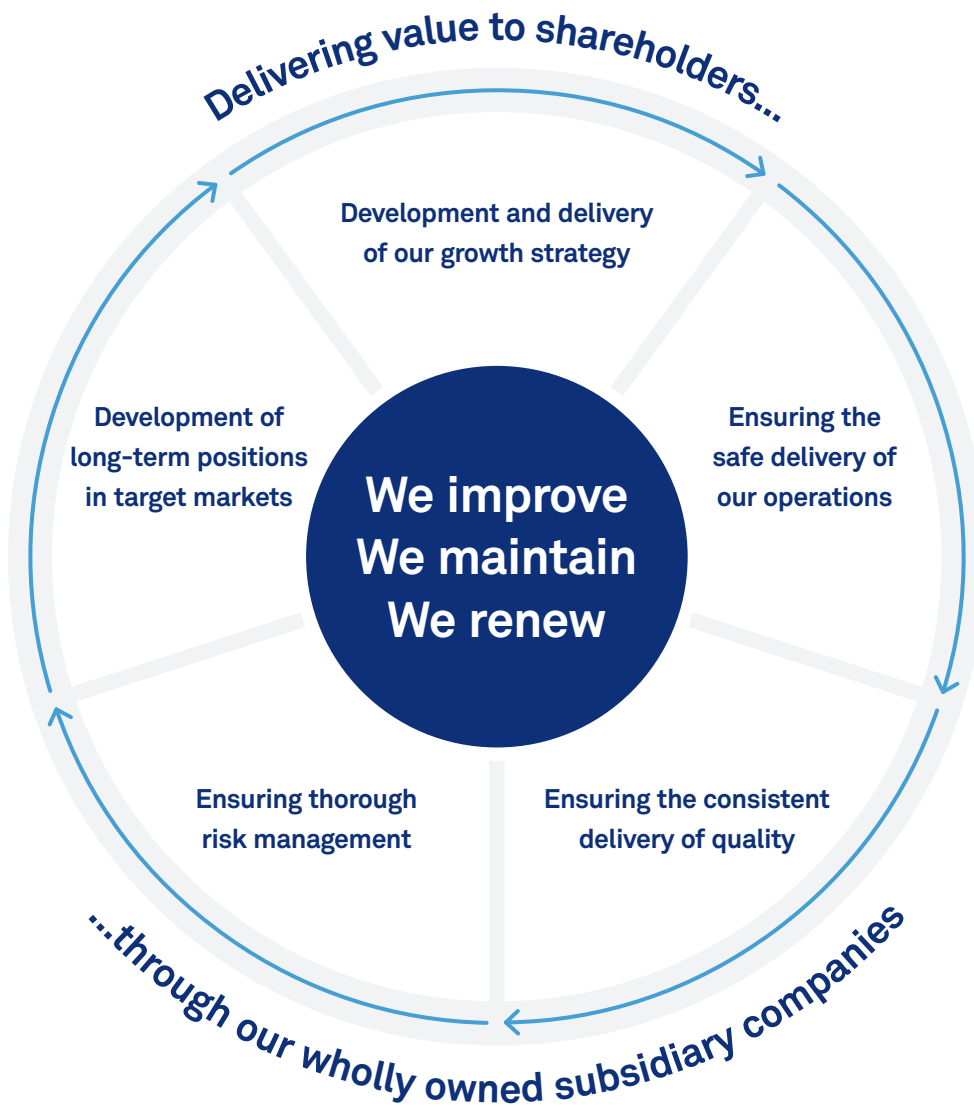 Delivering value to shareholders...
Development and delivery
of our growth strategy
Ensuring the
safe delivery of
our operations
Ensuring the consistent
delivery of quality
Ensuring thorough
risk management
Development of
long-term positions
in target markets
We improve
We maintain
We renew
...through our wholly owned subsidiary companies